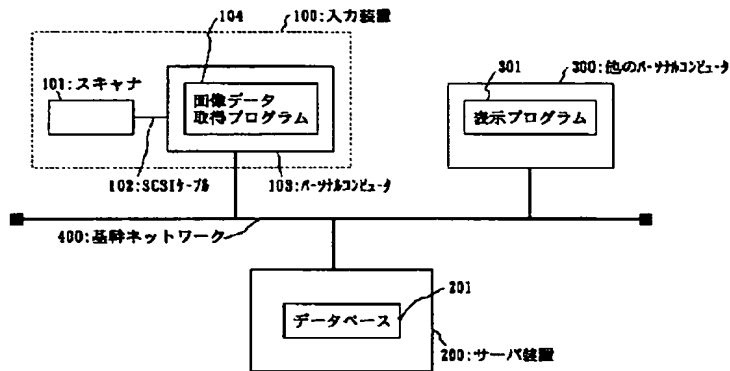 104
100:入力装置
101:スキャナ
画像データ
取得プログラム
102:SCSIケーブル
103:パーソナルコンピュータ
301
300:他のパーソナルコンピュータ
表示プログラム
400:基幹ネットワーク
201
データベース
200:サーバ装置